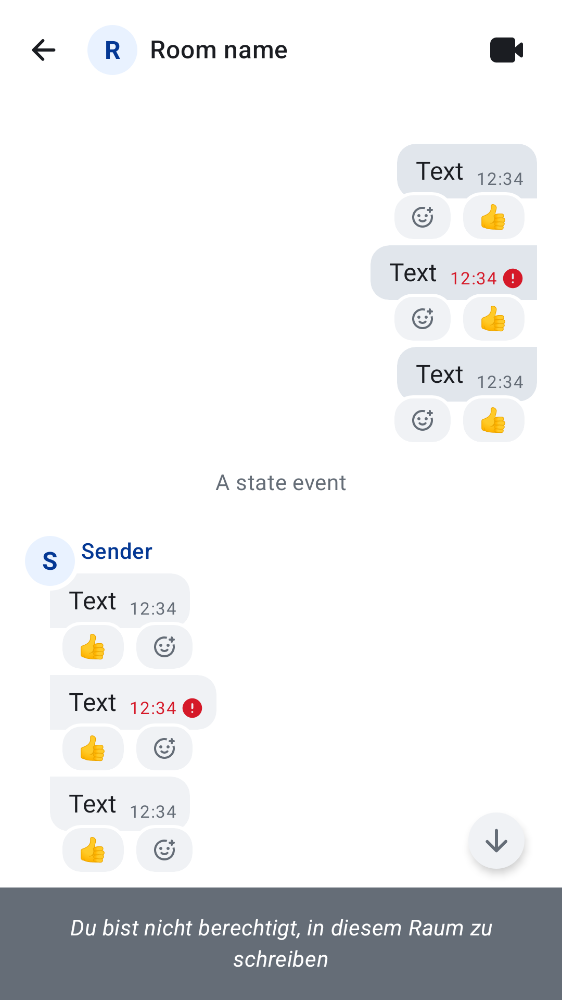 R Room name
Text 12:34
👍
Text 12:34
👍
Text 12:34
👍
A state event
S Sender
Text 12:34
👍
Text 12:34
👍
Text 12:34
👍
Du bist nicht berechtigt, in diesem Raum zu
schreiben